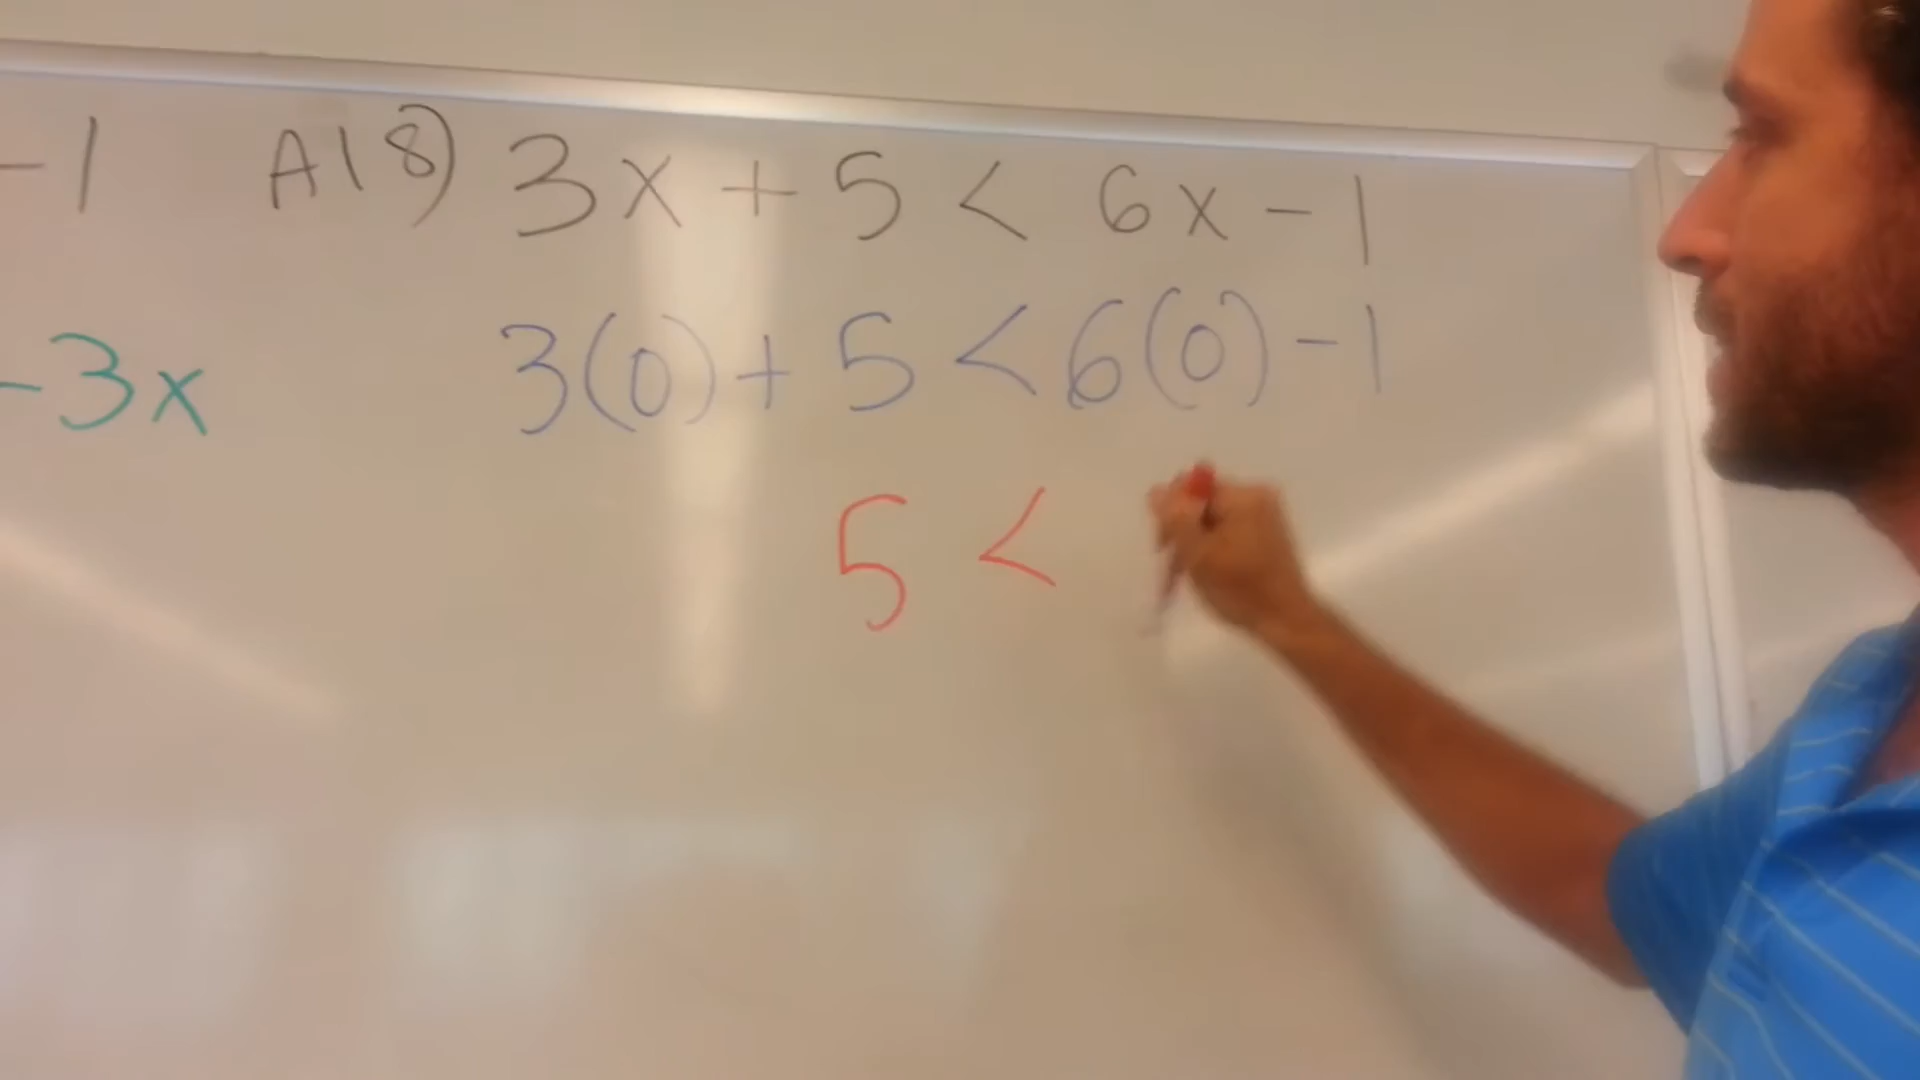 -1
A18) 3x + 5 < 6x - 1
-3x
3(0) + 5 < 6(0) - 1
5 <